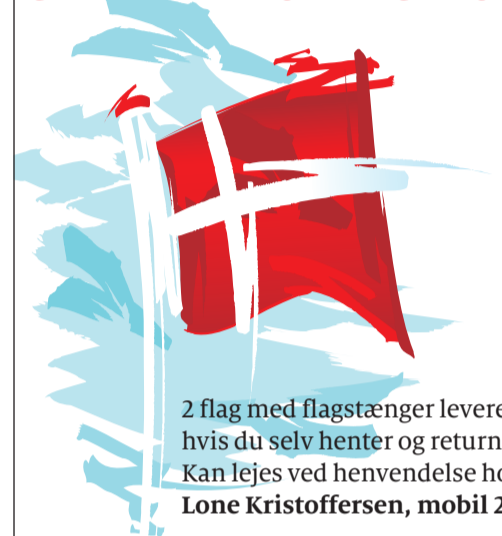 2 flag med flagstænger levere
hvis du selv henter og return
Kan lejes ved henvendelse ho
Lone Kristoffersen, mobil 2